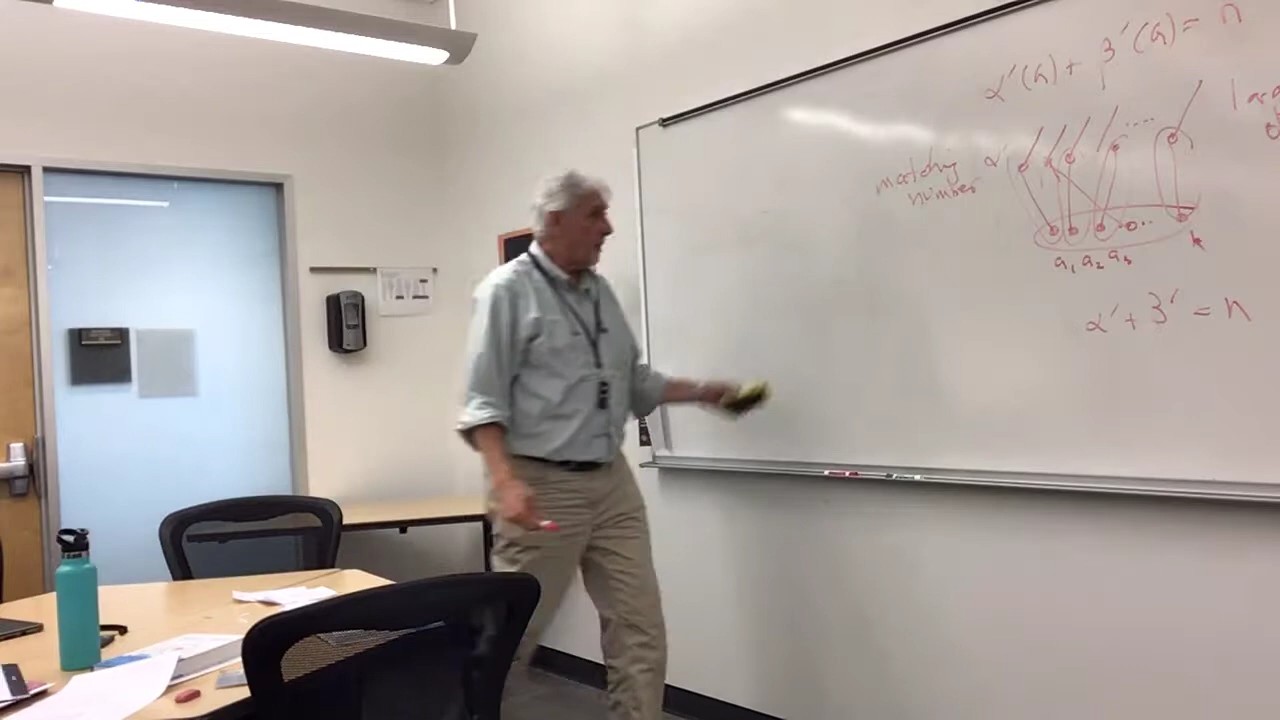 α'(G) + β'(G) = n
matching
number
α'
a₁ a₂ a₃
k
α' + β' = n